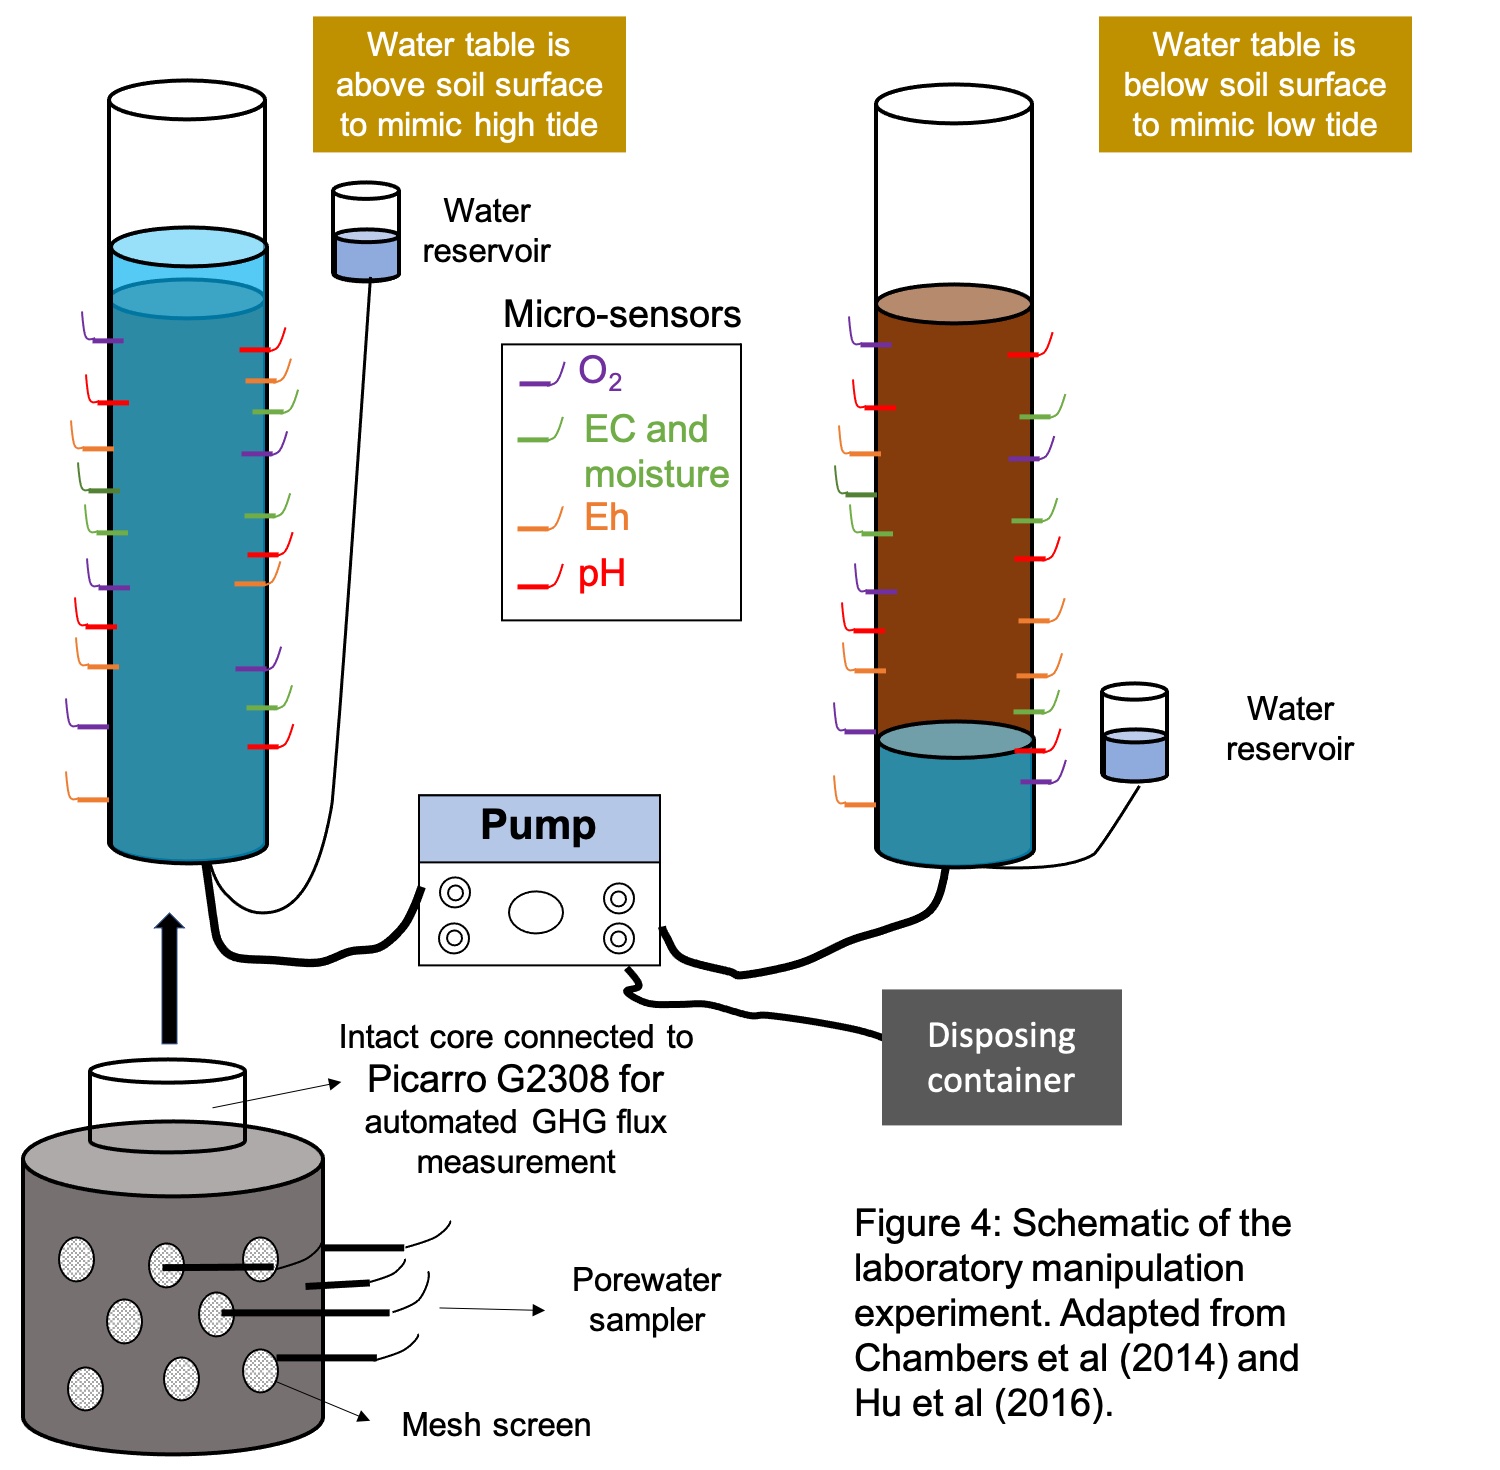 Water table is
above soil surface
to mimic high tide
Water table is
below soil surface
to mimic low tide
Water
reservoir
Micro-sensors
O₂
EC and
moisture
Eh
pH
Water
reservoir
Pump
Disposing
container
Intact core connected to
Picarro G2308 for
automated GHG flux
measurement
Porewater
sampler
Mesh screen
Figure 4: Schematic of the
laboratory manipulation
experiment. Adapted from
Chambers et al (2014) and
Hu et al (2016).